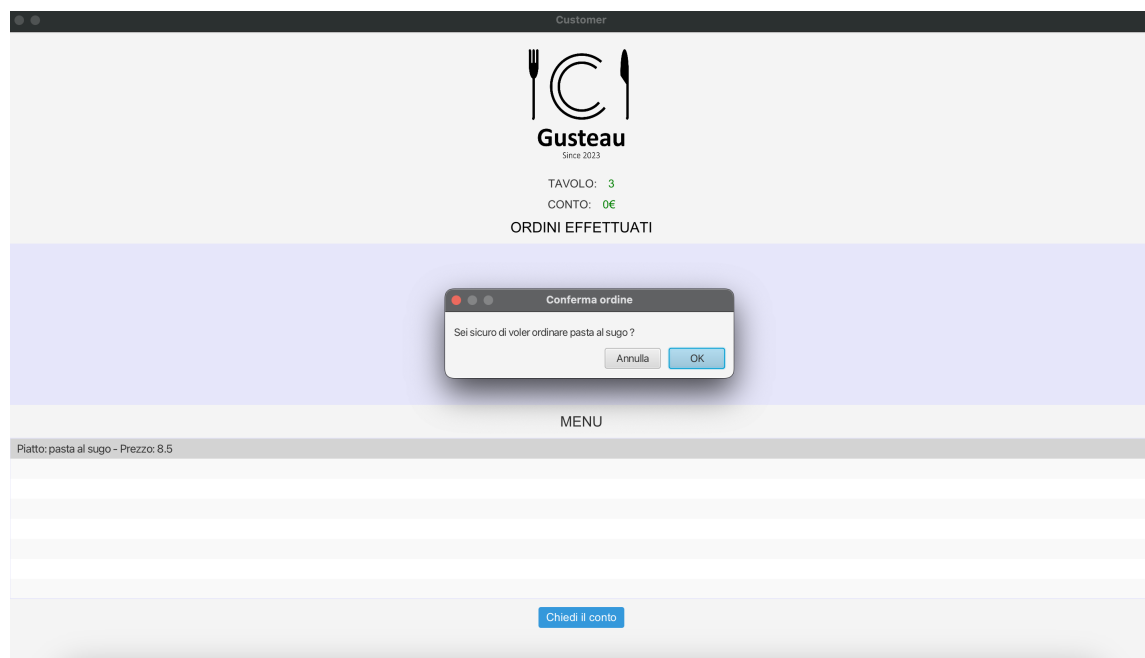 Customer
Gusteau
Since 2023
TAVOLO: 3
CONTO: 0€
ORDINI EFFETTUATI
Conferma ordine
Sei sicuro di voler ordinare pasta al sugo ?
Annulla OK
MENU
Piatto: pasta al sugo - Prezzo: 8.5
Chiedi il conto